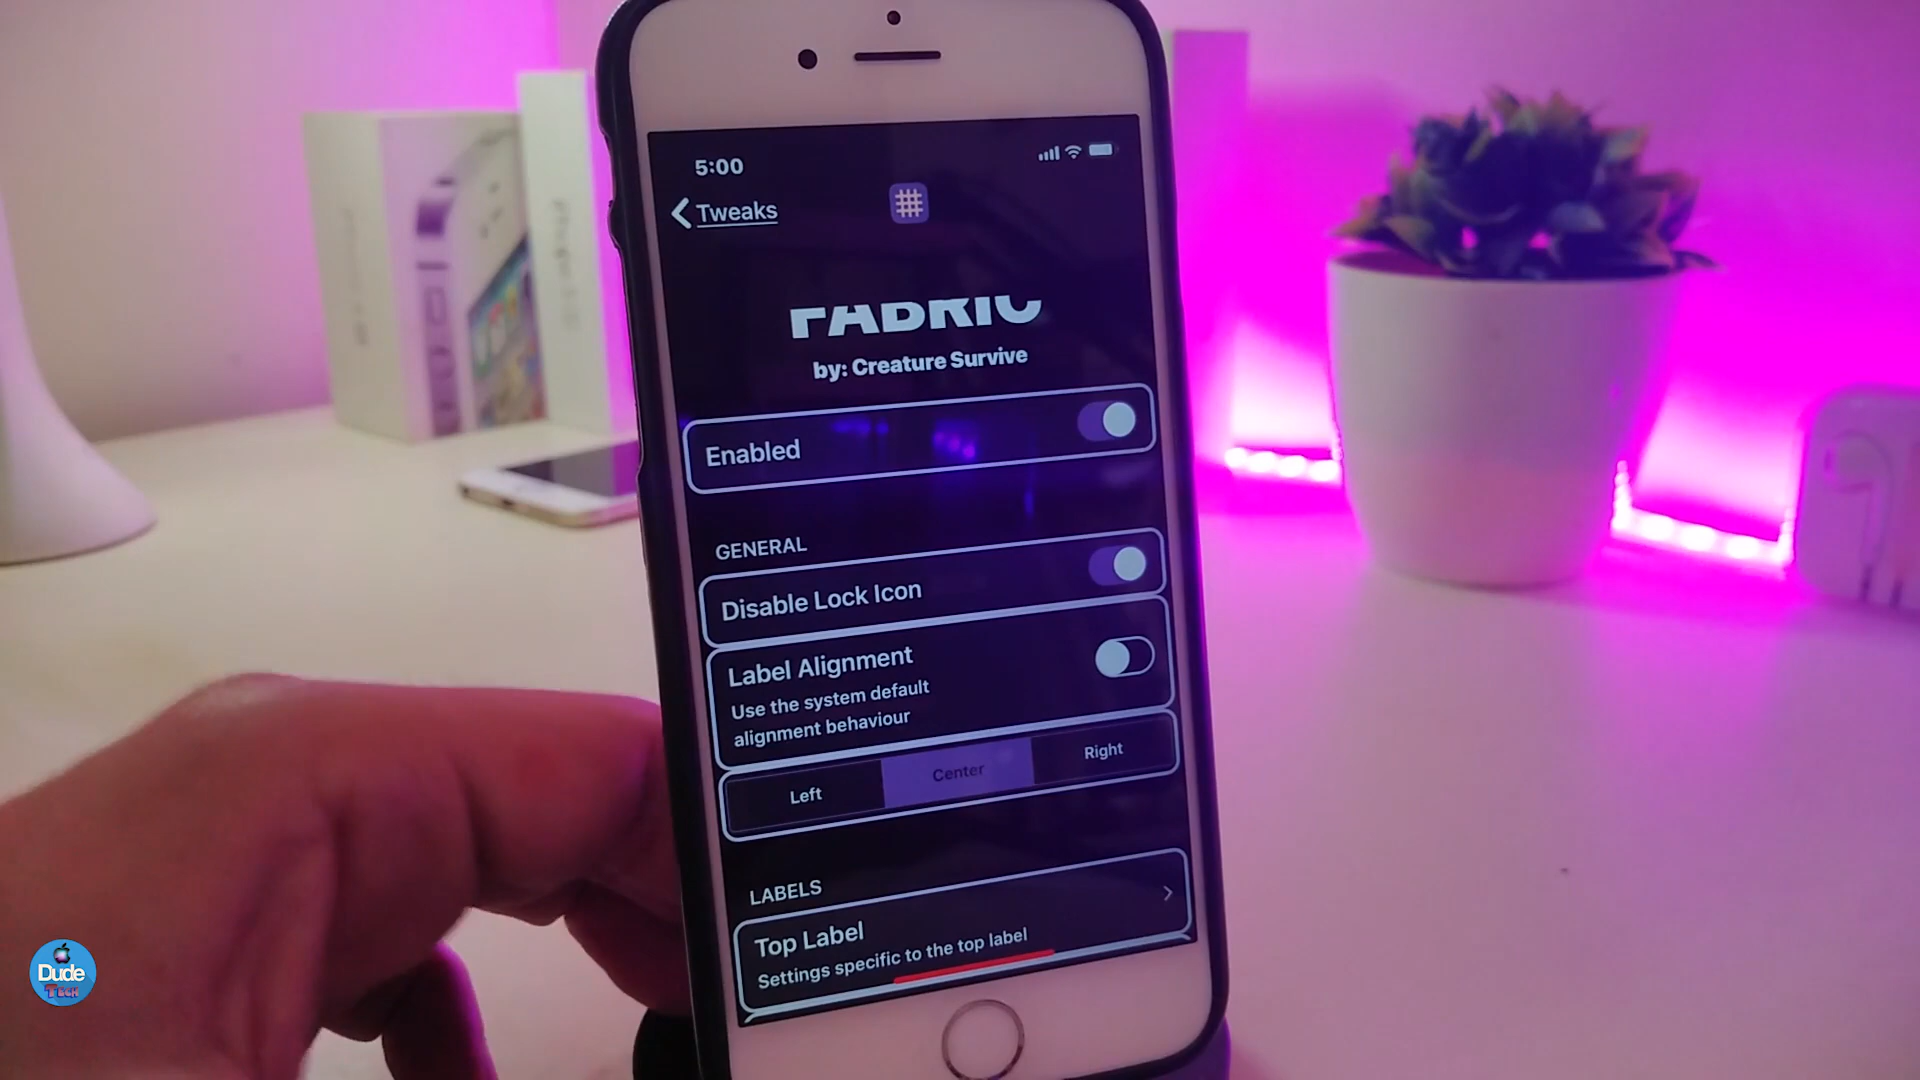 5:00
Tweaks
FABRIC
by: Creature Survive
Enabled
GENERAL
Disable Lock Icon
Label Alignment
Use the system default
alignment behaviour
Left
Center
Right
LABELS
Top Label
Settings specific to the top label
Dude
TECH